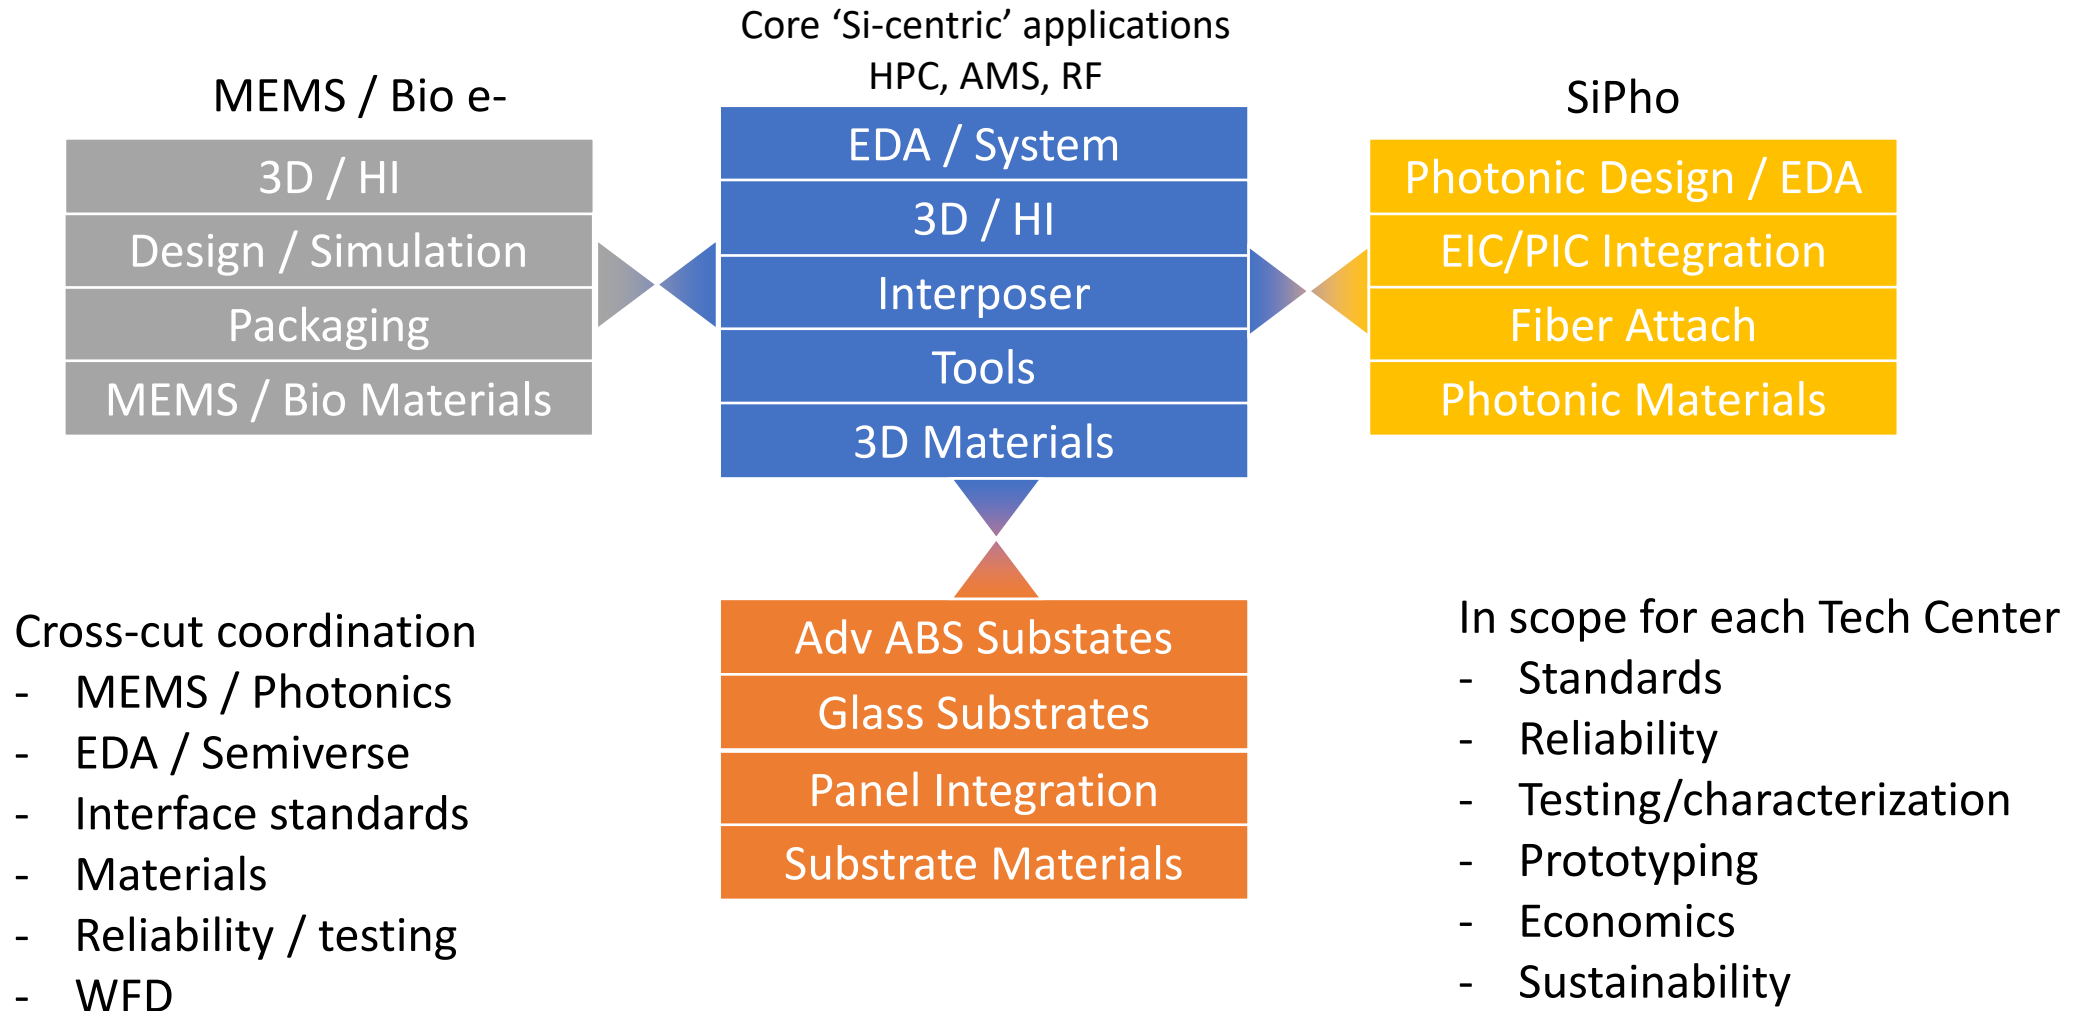 Core ‘Si-centric’ applications
HPC, AMS, RF
MEMS / Bio e-
3D / HI
Design / Simulation
Packaging
MEMS / Bio Materials
EDA / System
3D / HI
Interposer
Tools
3D Materials
SiPho
Photonic Design / EDA
EIC/PIC Integration
Fiber Attach
Photonic Materials
Adv ABS Substates
Glass Substrates
Panel Integration
Substrate Materials
Cross-cut coordination
- MEMS / Photonics
- EDA / Semiverse
- Interface standards
- Materials
- Reliability / testing
- WFD
In scope for each Tech Center
- Standards
- Reliability
- Testing/characterization
- Prototyping
- Economics
- Sustainability